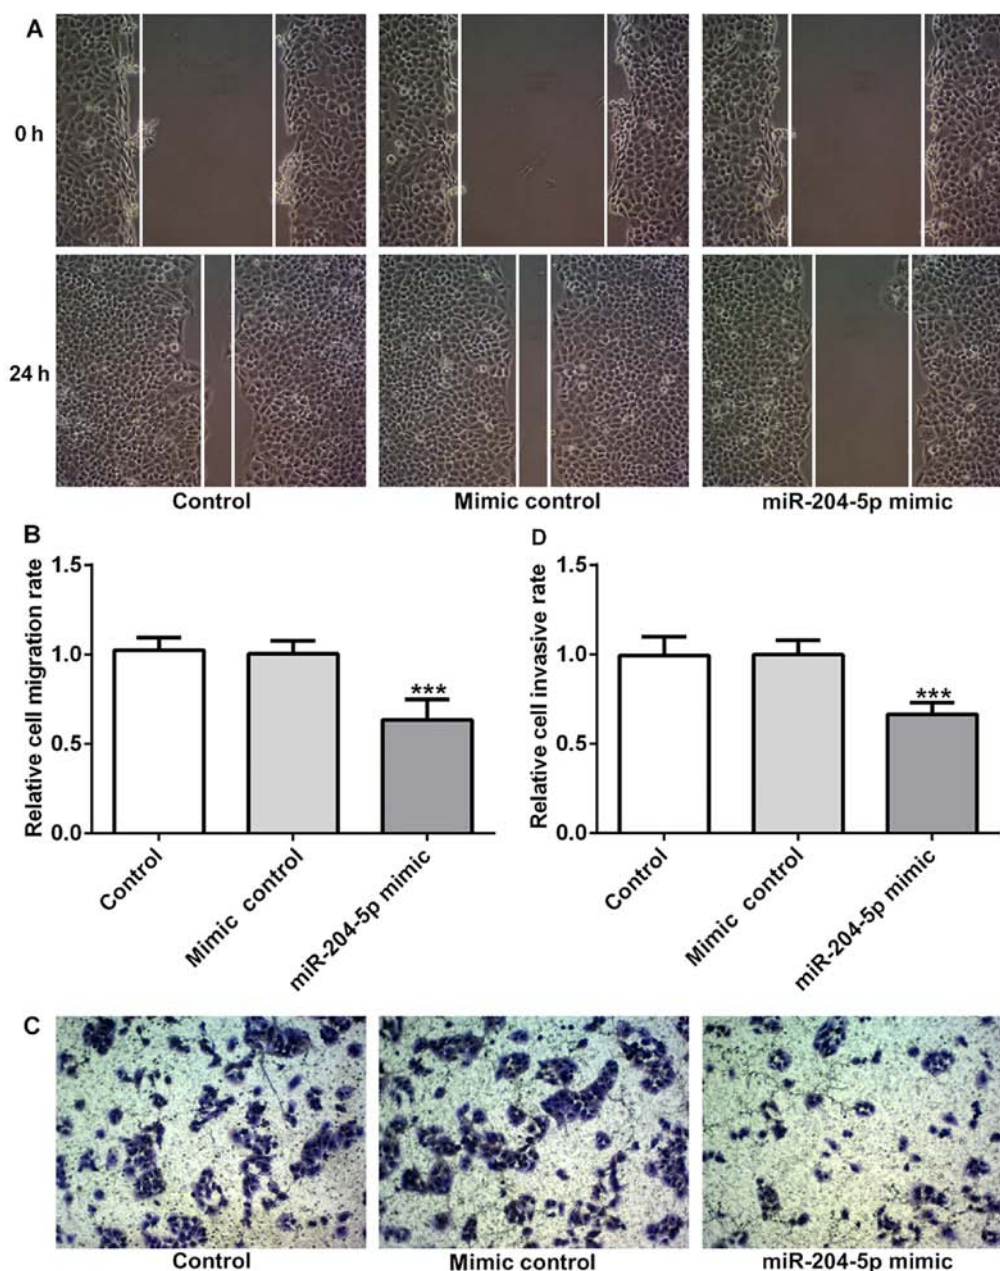 A
0 h
24 h
Control
Mimic control
miR-204-5p mimic
B
Relative cell migration rate
1.5
1.0
0.5
0.0
Control
Mimic control
miR-204-5p mimic
***
D
Relative cell invasive rate
1.5
1.0
0.5
0.0
Control
Mimic control
miR-204-5p mimic
***
C
Control
Mimic control
miR-204-5p mimic